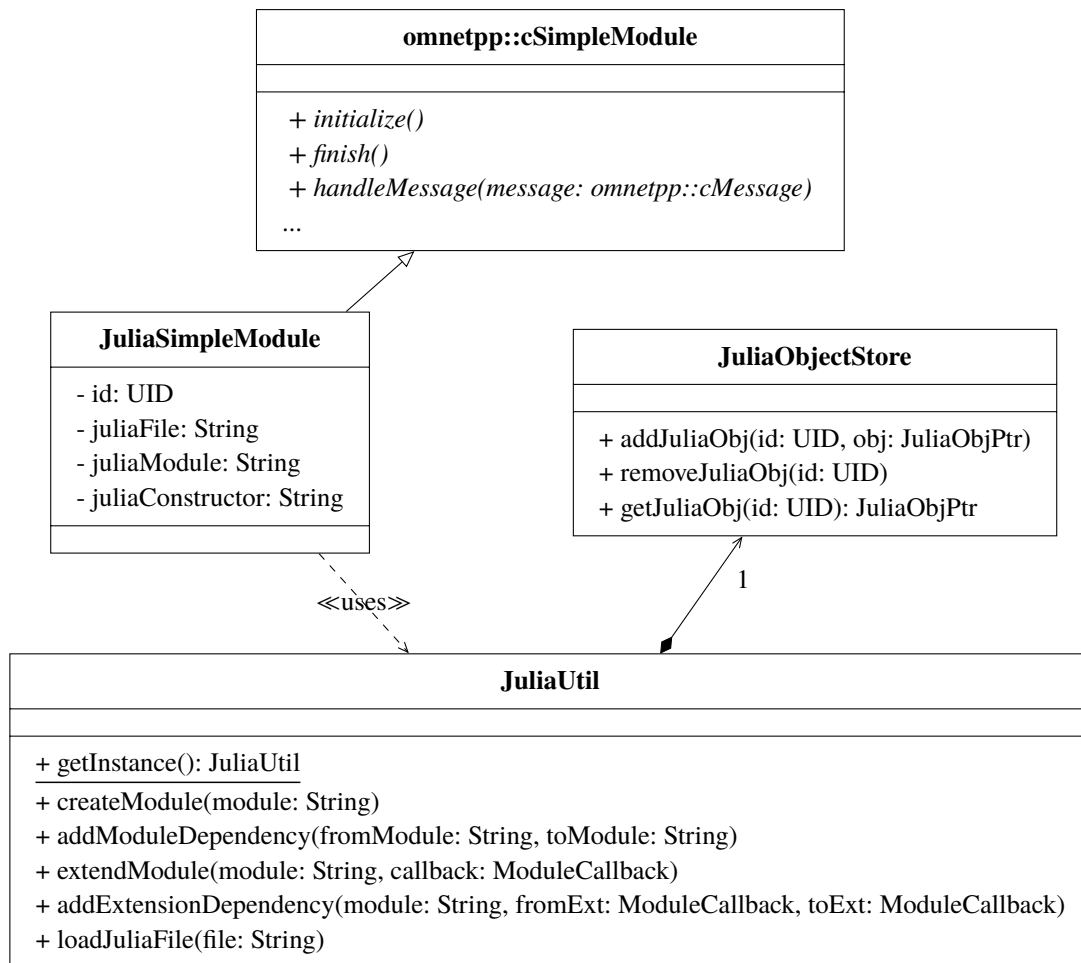 omnetpp::cSimpleModule
+ initialize()
+ finish()
+ handleMessage(message: omnetpp::cMessage)
...
JuliaSimpleModule
- id: UID
- juliaFile: String
- juliaModule: String
- juliaConstructor: String
JuliaObjectStore
+ addJuliaObj(id: UID, obj: JuliaObjPtr)
+ removeJuliaObj(id: UID)
+ getJuliaObj(id: UID): JuliaObjPtr
≪uses≫
1
JuliaUtil
+ getInstance(): JuliaUtil
+ createModule(module: String)
+ addModuleDependency(fromModule: String, toModule: String)
+ extendModule(module: String, callback: ModuleCallback)
+ addExtensionDependency(module: String, fromExt: ModuleCallback, toExt: ModuleCallback)
+ loadJuliaFile(file: String)